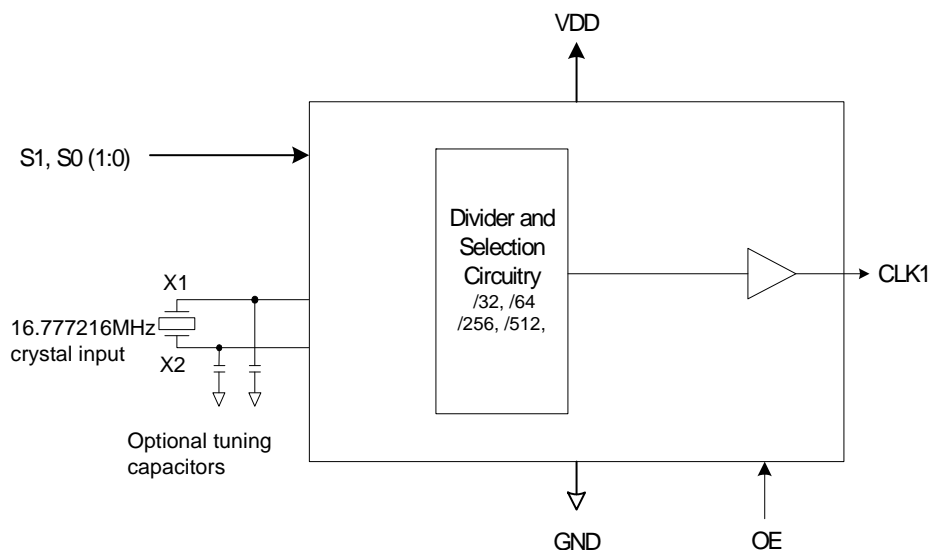 VDD
S1, S0 (1:0)
Divider and
Selection
Circuitry
/32, /64
/256, /512,
CLK1
X1
16.777216MHz
crystal input
X2
Optional tuning
capacitors
GND
OE